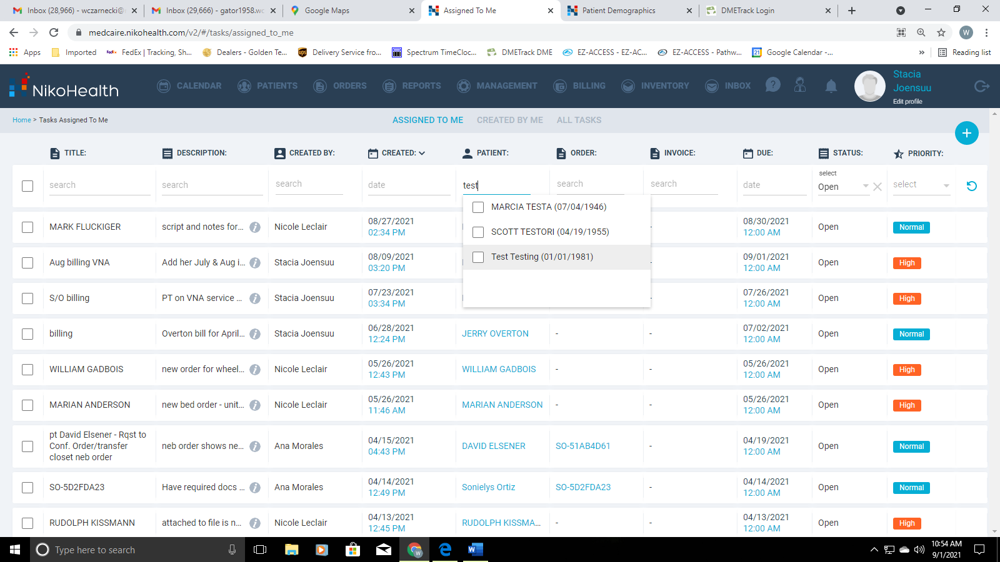 Inbox (28,966) - wczarnecki@
Inbox (29,666) - gator1958.wc
Google Maps
Assigned To Me
Patient Demographics
DMETrack Login
medcaire.nikohealth.com/v2/#/tasks/assigned_to_me
W
Apps
Imported
FedEx | Tracking, Sh...
Dealers - Golden Te...
Delivery Service fro...
Spectrum TimeCloc...
DMETrack DME
EZ-ACCESS - EZ-AC...
EZ-ACCESS - Pathw...
Google Calendar -...
»
Reading list
NikoHealth
CALENDAR
PATIENTS
ORDERS
REPORTS
MANAGEMENT
BILLING
INVENTORY
INBOX
Stacia
Joensuu
Edit profile
Home > Tasks Assigned To Me
ASSIGNED TO ME
CREATED BY ME
ALL TASKS
TITLE:
DESCRIPTION:
CREATED BY:
CREATED:
PATIENT:
ORDER:
INVOICE:
DUE:
STATUS:
PRIORITY:
search
search
search
date
test
search
search
date
select
Open
select
MARCIA TESTA (07/04/1946)
SCOTT TESTORI (04/19/1955)
Test Testing (01/01/1981)
MARK FLUCKIGER
script and notes for...
Nicole Leclair
08/27/2021
02:34 PM
-
08/30/2021
12:00 AM
Open
Normal
Aug billing VNA
Add her July & Aug i...
Stacia Joensuu
08/09/2021
03:20 PM
-
09/01/2021
12:00 AM
Open
High
S/O billing
PT on VNA service ...
Stacia Joensuu
07/23/2021
03:34 PM
-
07/26/2021
12:00 AM
Open
High
billing
Overton bill for April...
Stacia Joensuu
06/28/2021
12:24 PM
JERRY OVERTON
-
-
07/02/2021
12:00 AM
Open
Normal
WILLIAM GADBOIS
new order for wheel...
Nicole Leclair
05/26/2021
12:43 PM
WILLIAM GADBOIS
-
-
05/26/2021
12:00 AM
Open
High
MARIAN ANDERSON
new bed order - unit...
Nicole Leclair
05/26/2021
11:46 AM
MARIAN ANDERSON
-
-
05/26/2021
12:00 AM
Open
High
pt David Elsener - Rqst to
Conf. Order/transfer
closet neb order
neb order shows ne...
Ana Morales
04/15/2021
04:43 PM
DAVID ELSENER
SO-51AB4D61
-
04/19/2021
12:00 AM
Open
Normal
SO-5D2FDA23
Have required docs ...
Ana Morales
04/14/2021
12:49 PM
Sonielys Ortiz
SO-5D2FDA23
-
04/14/2021
12:00 AM
Open
Normal
RUDOLPH KISSMANN
attached to file is n...
Nicole Leclair
04/13/2021
12:45 PM
RUDOLPH KISSMA...
-
-
04/13/2021
12:00 AM
Open
High
Type here to search
10:54 AM
9/1/2021